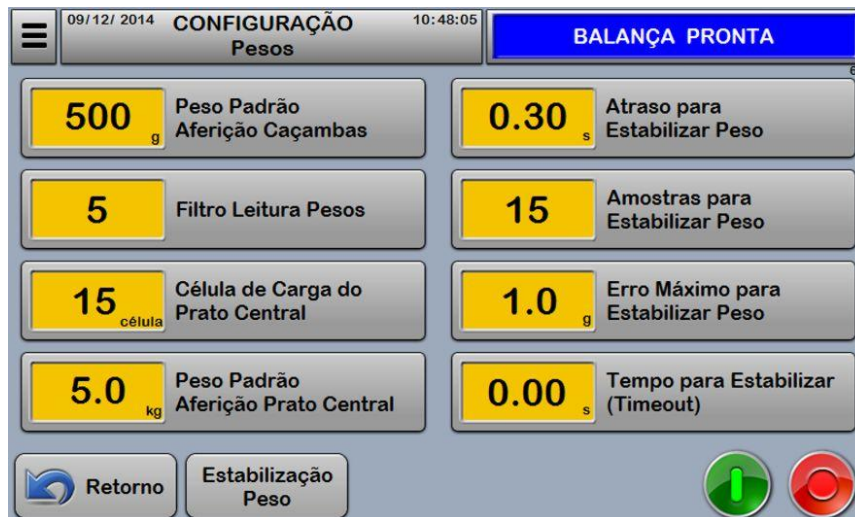 09/12/ 2014
CONFIGURAÇÃO
10:48:05
Pesos
BALANÇA PRONTA
6
500 g
Peso Padrão
Aferição Caçambas
0.30 s
Atraso para
Estabilizar Peso
5
Filtro Leitura Pesos
15
Amostras para
Estabilizar Peso
15 célula
Célula de Carga do
Prato Central
1.0 g
Erro Máximo para
Estabilizar Peso
5.0 kg
Peso Padrão
Aferição Prato Central
0.00 s
Tempo para Estabilizar
(Timeout)
Retorno
Estabilização
Peso